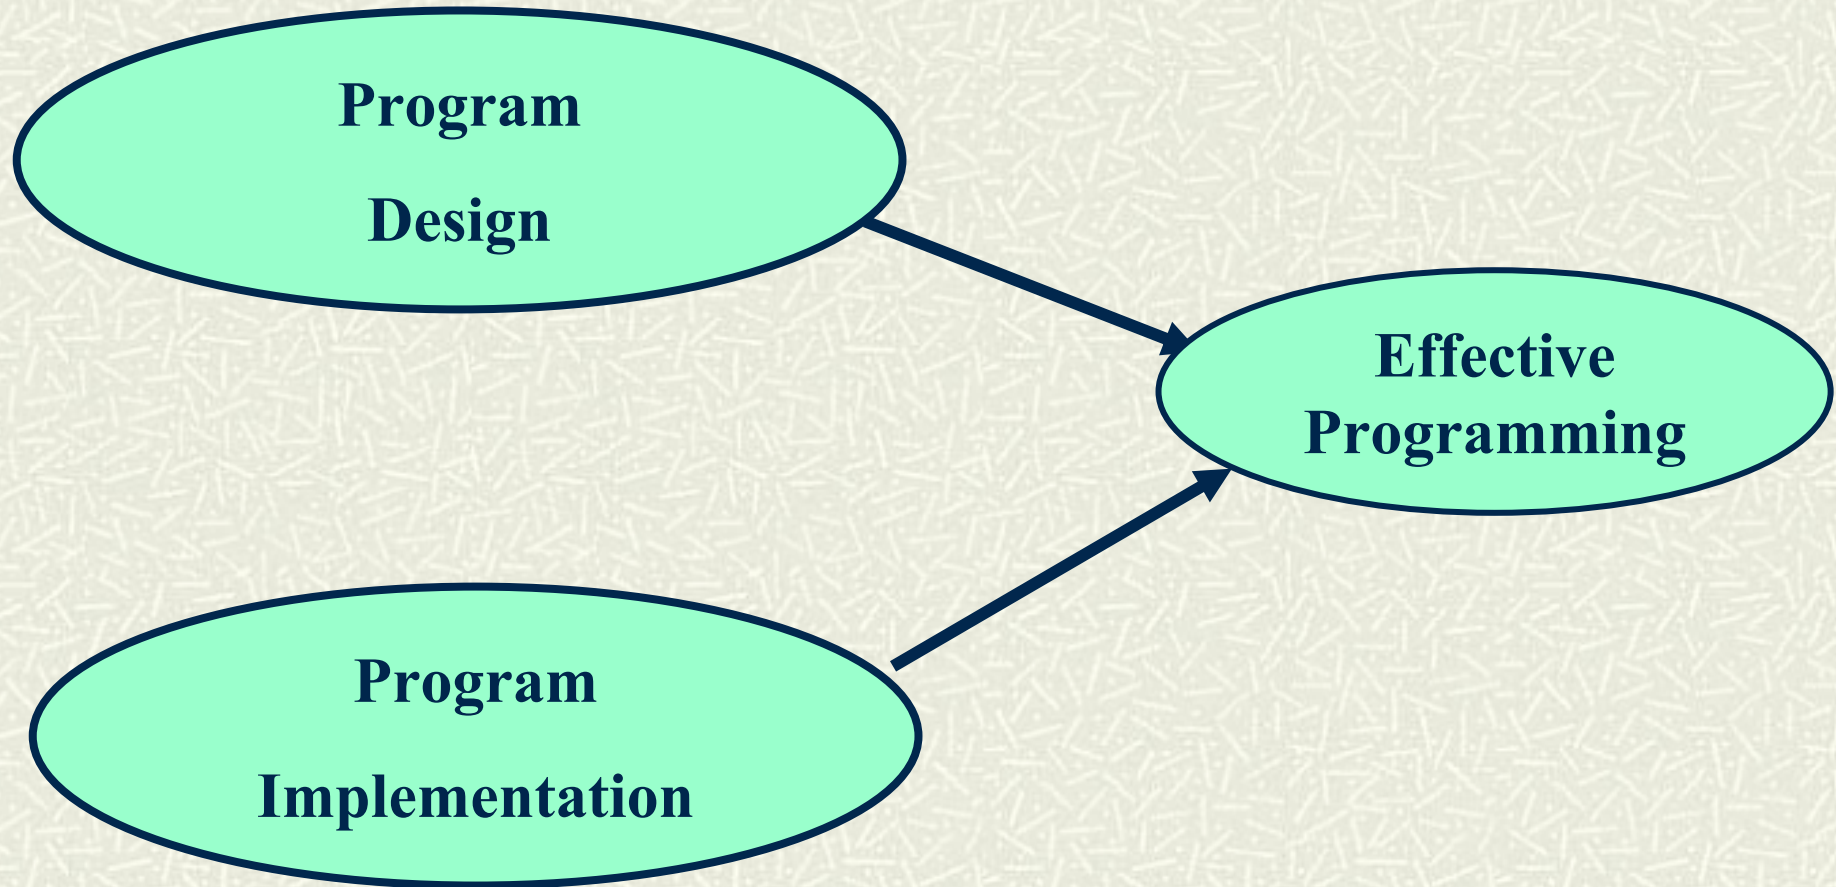 Program
Design
Effective
Programming
Program
Implementation